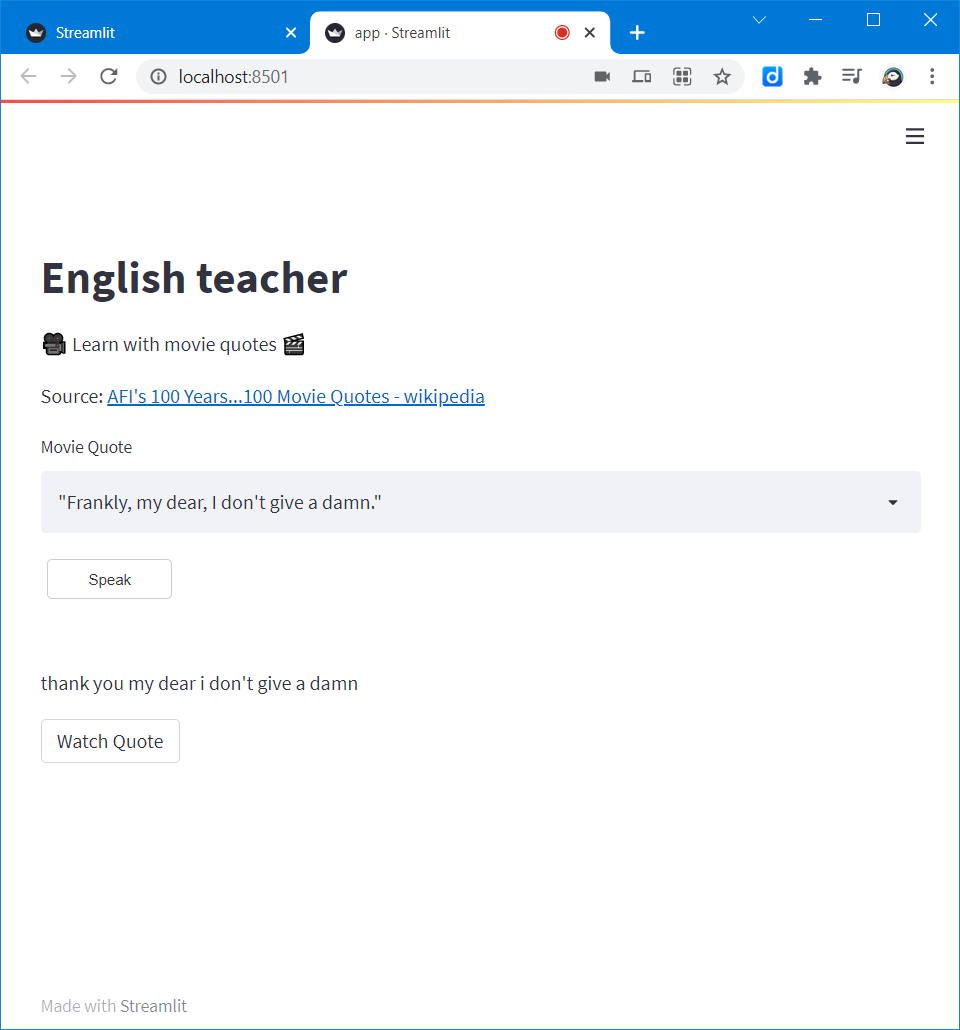 Streamlit
app · Streamlit
localhost:8501
English teacher
🎥 Learn with movie quotes 🎬
Source: AFI's 100 Years...100 Movie Quotes - wikipedia
Movie Quote
"Frankly, my dear, I don't give a damn."
Speak
thank you my dear i don't give a damn
Watch Quote
Made with Streamlit